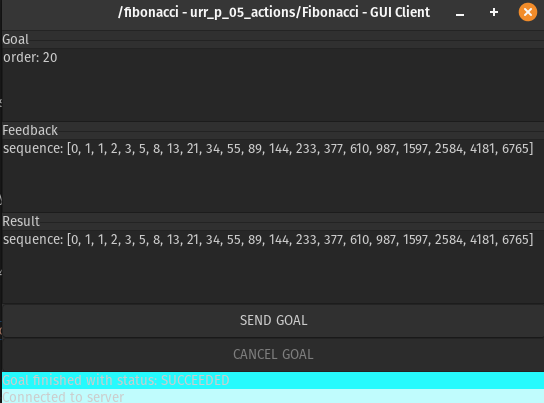 /fibonacci - urr_p_05_actions/Fibonacci - GUI Client
Goal
order: 20
Feedback
sequence: [0, 1, 1, 2, 3, 5, 8, 13, 21, 34, 55, 89, 144, 233, 377, 610, 987, 1597, 2584, 4181, 6765]
Result
sequence: [0, 1, 1, 2, 3, 5, 8, 13, 21, 34, 55, 89, 144, 233, 377, 610, 987, 1597, 2584, 4181, 6765]
SEND GOAL
CANCEL GOAL
Goal finished with status: SUCCEEDED
Connected to server